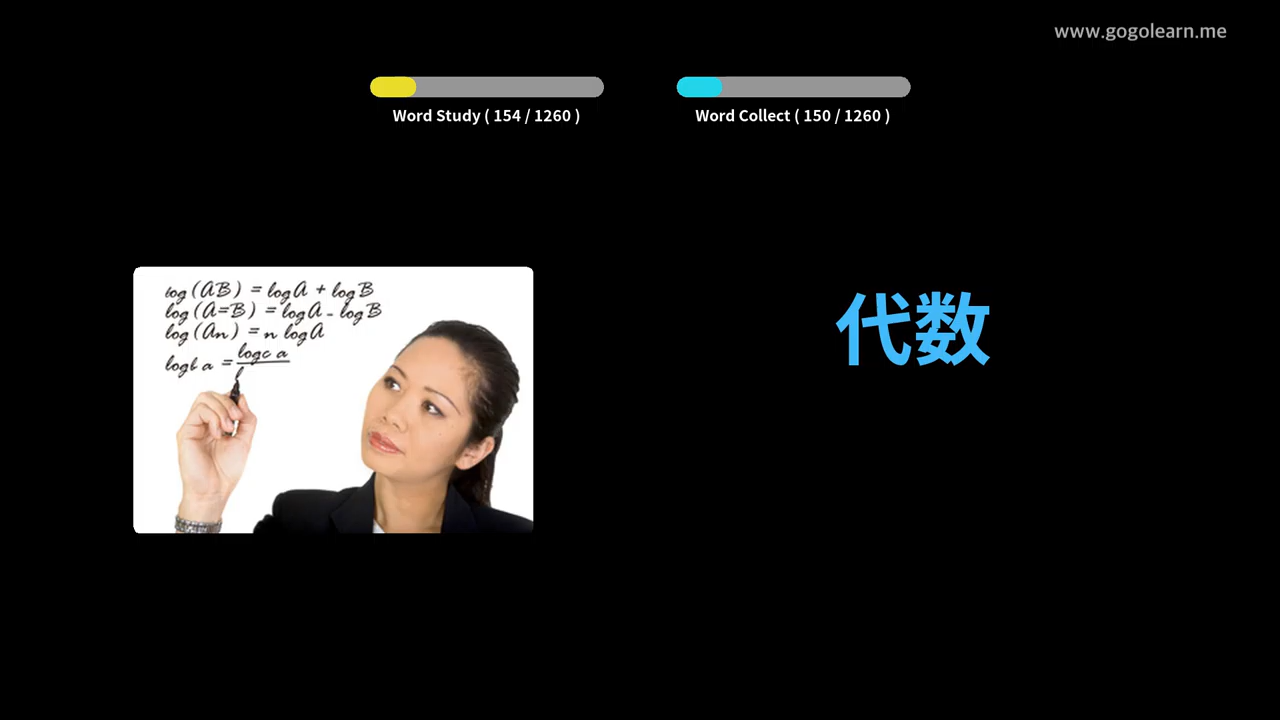 www.gogolearn.me
Word Study ( 154 / 1260 )
Word Collect ( 150 / 1260 )
log (AB) = log A + log B
log (A=B) = log A - log B
log (An) = n log A
logb a = logc a
代数